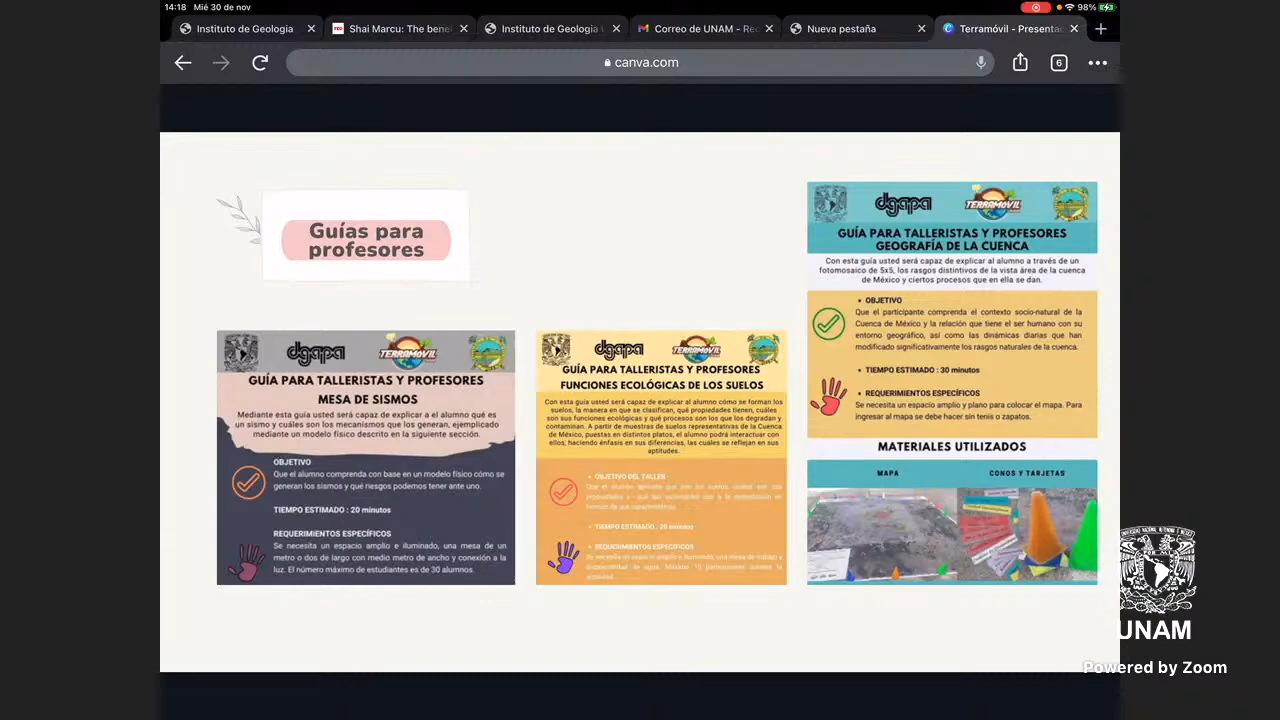 14:18 Mié 30 de nov
98%
Instituto de Geologia
Shai Marcu: The bene
Instituto de Geologia
Correo de UNAM - Re
Nueva pestaña
Terramóvil - Presentac
canva.com
6
Guías para
profesores
dgapa
TERRAMOVIL
GUÍA PARA TALLERISTAS Y PROFESORES
MESA DE SISMOS
Mediante esta guía usted será capaz de explicar a el alumno qué es
un sismo y cuáles son los mecanismos que los generan, ejemplicado
mediante un modelo físico descrito en la siguiente sección.
OBJETIVO
Que el alumno comprenda con base en un modelo físico cómo se
generan los sismos y qué riesgos podemos tener ante uno.
TIEMPO ESTIMADO : 20 minutos
REQUERIMIENTOS ESPECÍFICOS
Se necesita un espacio amplio e iluminado, una mesa de un
metro o dos de largo con medio metro de ancho y conexión a la
luz. El número máximo de estudiantes es de 30 alumnos.
dgapa
TERRAMOVIL
GUÍA PARA TALLERISTAS Y PROFESORES
FUNCIONES ECOLÓGICAS DE LOS SUELOS
Con esta guía usted será capaz de explicar al alumno cómo se forman los
suelos, la manera en que se clasifican, qué propiedades tienen, cuáles
son sus funciones ecológicas y qué procesos son los que los degradan y
contaminan. A partir de muestras de suelos representativas de la Cuenca
de México, puestas en distintos platos, el alumno podrá interactuar con
ellos, haciendo énfasis en sus diferencias, las cuales se reflejan en sus
aptitudes.
• OBJETIVO DEL TALLER
• TIEMPO ESTIMADO : 20 minutos
• REQUERIMIENTOS ESPECÍFICOS
Se necesita un espacio amplio e iluminado, una mesa de trabajo y
dgapa
TERRAMOVIL
GUÍA PARA TALLERISTAS Y PROFESORES
GEOGRAFÍA DE LA CUENCA
Con esta guía usted será capaz de explicar al alumno a través de un
fotomosaico de 5x5, los rasgos distintivos de la vista área de la cuenca
de México y ciertos procesos que en ella se dan.
• OBJETIVO
Que el participante comprenda el contexto socio-natural de la
Cuenca de México y la relación que tiene el ser humano con su
entorno geográfico, así como las dinámicas diarias que han
modificado significativamente los rasgos naturales de la cuenca.
• TIEMPO ESTIMADO : 30 minutos
• REQUERIMIENTOS ESPECÍFICOS
Se necesita un espacio amplio y plano para colocar el mapa. Para
ingresar al mapa se debe hacer sin tenis o zapatos.
MATERIALES UTILIZADOS
MAPA
CONOS Y TARJETAS
UNAM
Powered by Zoom